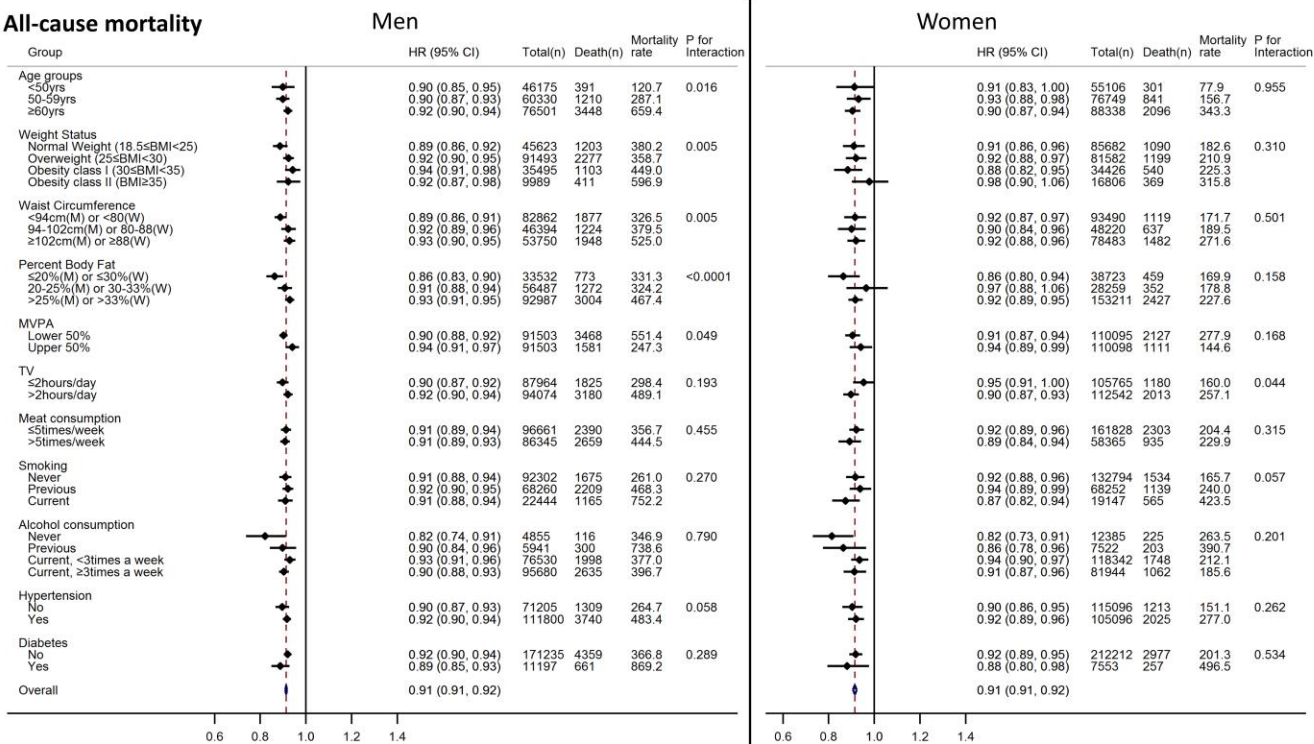 All-cause mortality Men Women
Group HR (95% CI) Total(n) Death(n) Mortality rate P for Interaction HR (95% CI) Total(n) Death(n) Mortality rate P for Interaction
Age groups
<50yrs 0.90 (0.85, 0.95) 46175 391 120.7 0.016 0.91 (0.83, 1.00) 55106 301 77.9 0.955
50-59yrs 0.90 (0.87, 0.93) 60330 1210 287.1 0.93 (0.88, 0.98) 76749 841 156.7
≥60yrs 0.92 (0.90, 0.94) 76501 3448 659.4 0.90 (0.87, 0.94) 88338 2096 343.3
Weight Status
Normal Weight (18.5≤BMI<25) 0.89 (0.86, 0.92) 45623 1203 380.2 0.005 0.91 (0.86, 0.96) 85682 1090 182.6 0.310
Overweight (25≤BMI<30) 0.92 (0.90, 0.95) 91493 2277 358.7 0.92 (0.88, 0.97) 81582 1199 210.9
Obesity class I (30≤BMI<35) 0.94 (0.91, 0.98) 35495 1103 449.0 0.88 (0.82, 0.95) 34426 540 225.3
Obesity class II (BMI≥35) 0.92 (0.87, 0.98) 9989 411 596.9 0.98 (0.90, 1.06) 16806 369 315.8
Waist Circumference
<94cm(M) or <80(W) 0.89 (0.86, 0.91) 82862 1877 326.5 0.005 0.92 (0.87, 0.97) 93490 1119 171.7 0.501
94-102cm(M) or 80-88(W) 0.92 (0.89, 0.96) 46394 1224 379.5 0.90 (0.84, 0.96) 48220 637 189.5
≥102cm(M) or ≥88(W) 0.93 (0.90, 0.95) 53750 1948 525.0 0.92 (0.88, 0.96) 78483 1482 271.6
Percent Body Fat
≤20%(M) or ≤30%(W) 0.86 (0.83, 0.90) 33532 773 331.3 <0.0001 0.86 (0.80, 0.94) 38723 459 169.9 0.158
20-25%(M) or 30-33%(W) 0.91 (0.88, 0.94) 56487 1272 324.2 0.97 (0.88, 1.06) 28259 352 178.8
>25%(M) or >33%(W) 0.93 (0.91, 0.95) 92987 3004 467.4 0.92 (0.89, 0.95) 153211 2427 227.6
MVPA
Lower 50% 0.90 (0.88, 0.92) 91503 3468 551.4 0.049 0.91 (0.87, 0.94) 110095 2127 277.9 0.168
Upper 50% 0.94 (0.91, 0.97) 91503 1581 247.3 0.94 (0.89, 0.99) 110098 1111 144.6
TV
≤2hours/day 0.90 (0.87, 0.92) 87964 1825 298.4 0.193 0.95 (0.91, 1.00) 105765 1180 160.0 0.044
>2hours/day 0.92 (0.90, 0.94) 94074 3180 489.1 0.90 (0.87, 0.93) 112542 2013 257.1
Meat consumption
≤5times/week 0.91 (0.89, 0.94) 96661 2390 356.7 0.455 0.92 (0.89, 0.96) 161828 2303 204.4 0.315
>5times/week 0.91 (0.89, 0.93) 86345 2659 444.5 0.89 (0.84, 0.94) 58365 935 229.9
Smoking
Never 0.91 (0.88, 0.94) 92302 1675 261.0 0.270 0.92 (0.88, 0.96) 132794 1534 165.7 0.057
Previous 0.92 (0.90, 0.95) 68260 2209 468.3 0.94 (0.89, 0.99) 68252 1139 240.0
Current 0.91 (0.88, 0.94) 22444 1165 752.2 0.87 (0.82, 0.94) 19147 565 423.5
Alcohol consumption
Never 0.82 (0.74, 0.91) 4855 116 346.9 0.790 0.82 (0.73, 0.91) 12385 225 263.5 0.201
Previous 0.90 (0.84, 0.96) 5941 300 738.6 0.86 (0.78, 0.96) 7522 203 390.7
Current, <3times a week 0.93 (0.91, 0.96) 76530 1998 377.0 0.94 (0.90, 0.97) 118342 1748 212.1
Current, ≥3times a week 0.90 (0.88, 0.93) 95680 2635 396.7 0.91 (0.87, 0.96) 81944 1062 185.6
Hypertension
No 0.90 (0.87, 0.93) 71205 1309 264.7 0.058 0.90 (0.86, 0.95) 115096 1213 151.1 0.262
Yes 0.92 (0.90, 0.94) 111800 3740 483.4 0.92 (0.89, 0.96) 105096 2025 277.0
Diabetes
No 0.92 (0.90, 0.94) 171235 4359 366.8 0.289 0.92 (0.89, 0.95) 212212 2977 201.3 0.534
Yes 0.89 (0.85, 0.93) 11197 661 869.2 0.88 (0.80, 0.98) 7553 257 496.5
Overall 0.91 (0.91, 0.92) 0.91 (0.91, 0.92)
0.6 0.8 1.0 1.2 1.4 0.6 0.8 1.0 1.2 1.4